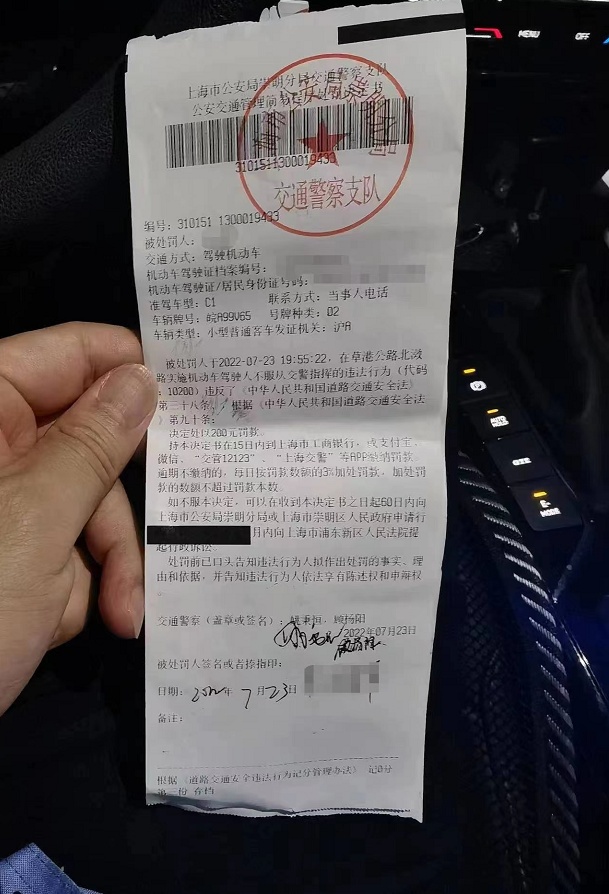 MENU
OFF
上海市公安局崇明分局交通警察支队
公安交通管理简易程序处罚决定书
3101511300019433
交通警察支队
编号：310151 1300019433
被处罚人：
交通方式：驾驶机动车
机动车驾驶证档案编号：
机动车驾驶证/居民身份证号码：
准驾车型：C1 联系方式：当事人电话
车辆牌号：皖A99V65 号牌种类：02
车辆类型：小型普通客车发证机关：沪A
被处罚人于2022-07-23 19:55:22，在草港公路北
路实施机动车驾驶人不服从交警指挥的违法行为（代码
：10200）违反了《中华人民共和国道路交通安全法》
第三十八条，根据《中华人民共和国道路交通安全法
》第九十条，
决定处以200元罚款。
持本决定书在15日内到上海市工商银行，或支付宝、
微信、“交管12123”、“上海交警”等APP缴纳罚款。
逾期不缴纳的，每日按罚款数额的3%加处罚款，加处罚
款的数额不超过罚款本数。
如不服本决定，可以在收到本决定书之日起60日内向
上海市公安局崇明分局或上海市崇明区人民政府申请行
月内向上海市浦东新区人民法院提
起行政诉讼。
处罚前已口头告知违法行为人拟作出处罚的事实、理
由和依据，并告知违法行为人依法享有陈述权和申辩权
。
交通警察（盖章或签名）：
顾杨阳
2022年07月23日
被处罚人签名或者捺指印：
日期：2022年 7月23日
备注：
根据《道路交通安全违法行为记分管理办法》 记0分
第二份 存档
E-
MODE